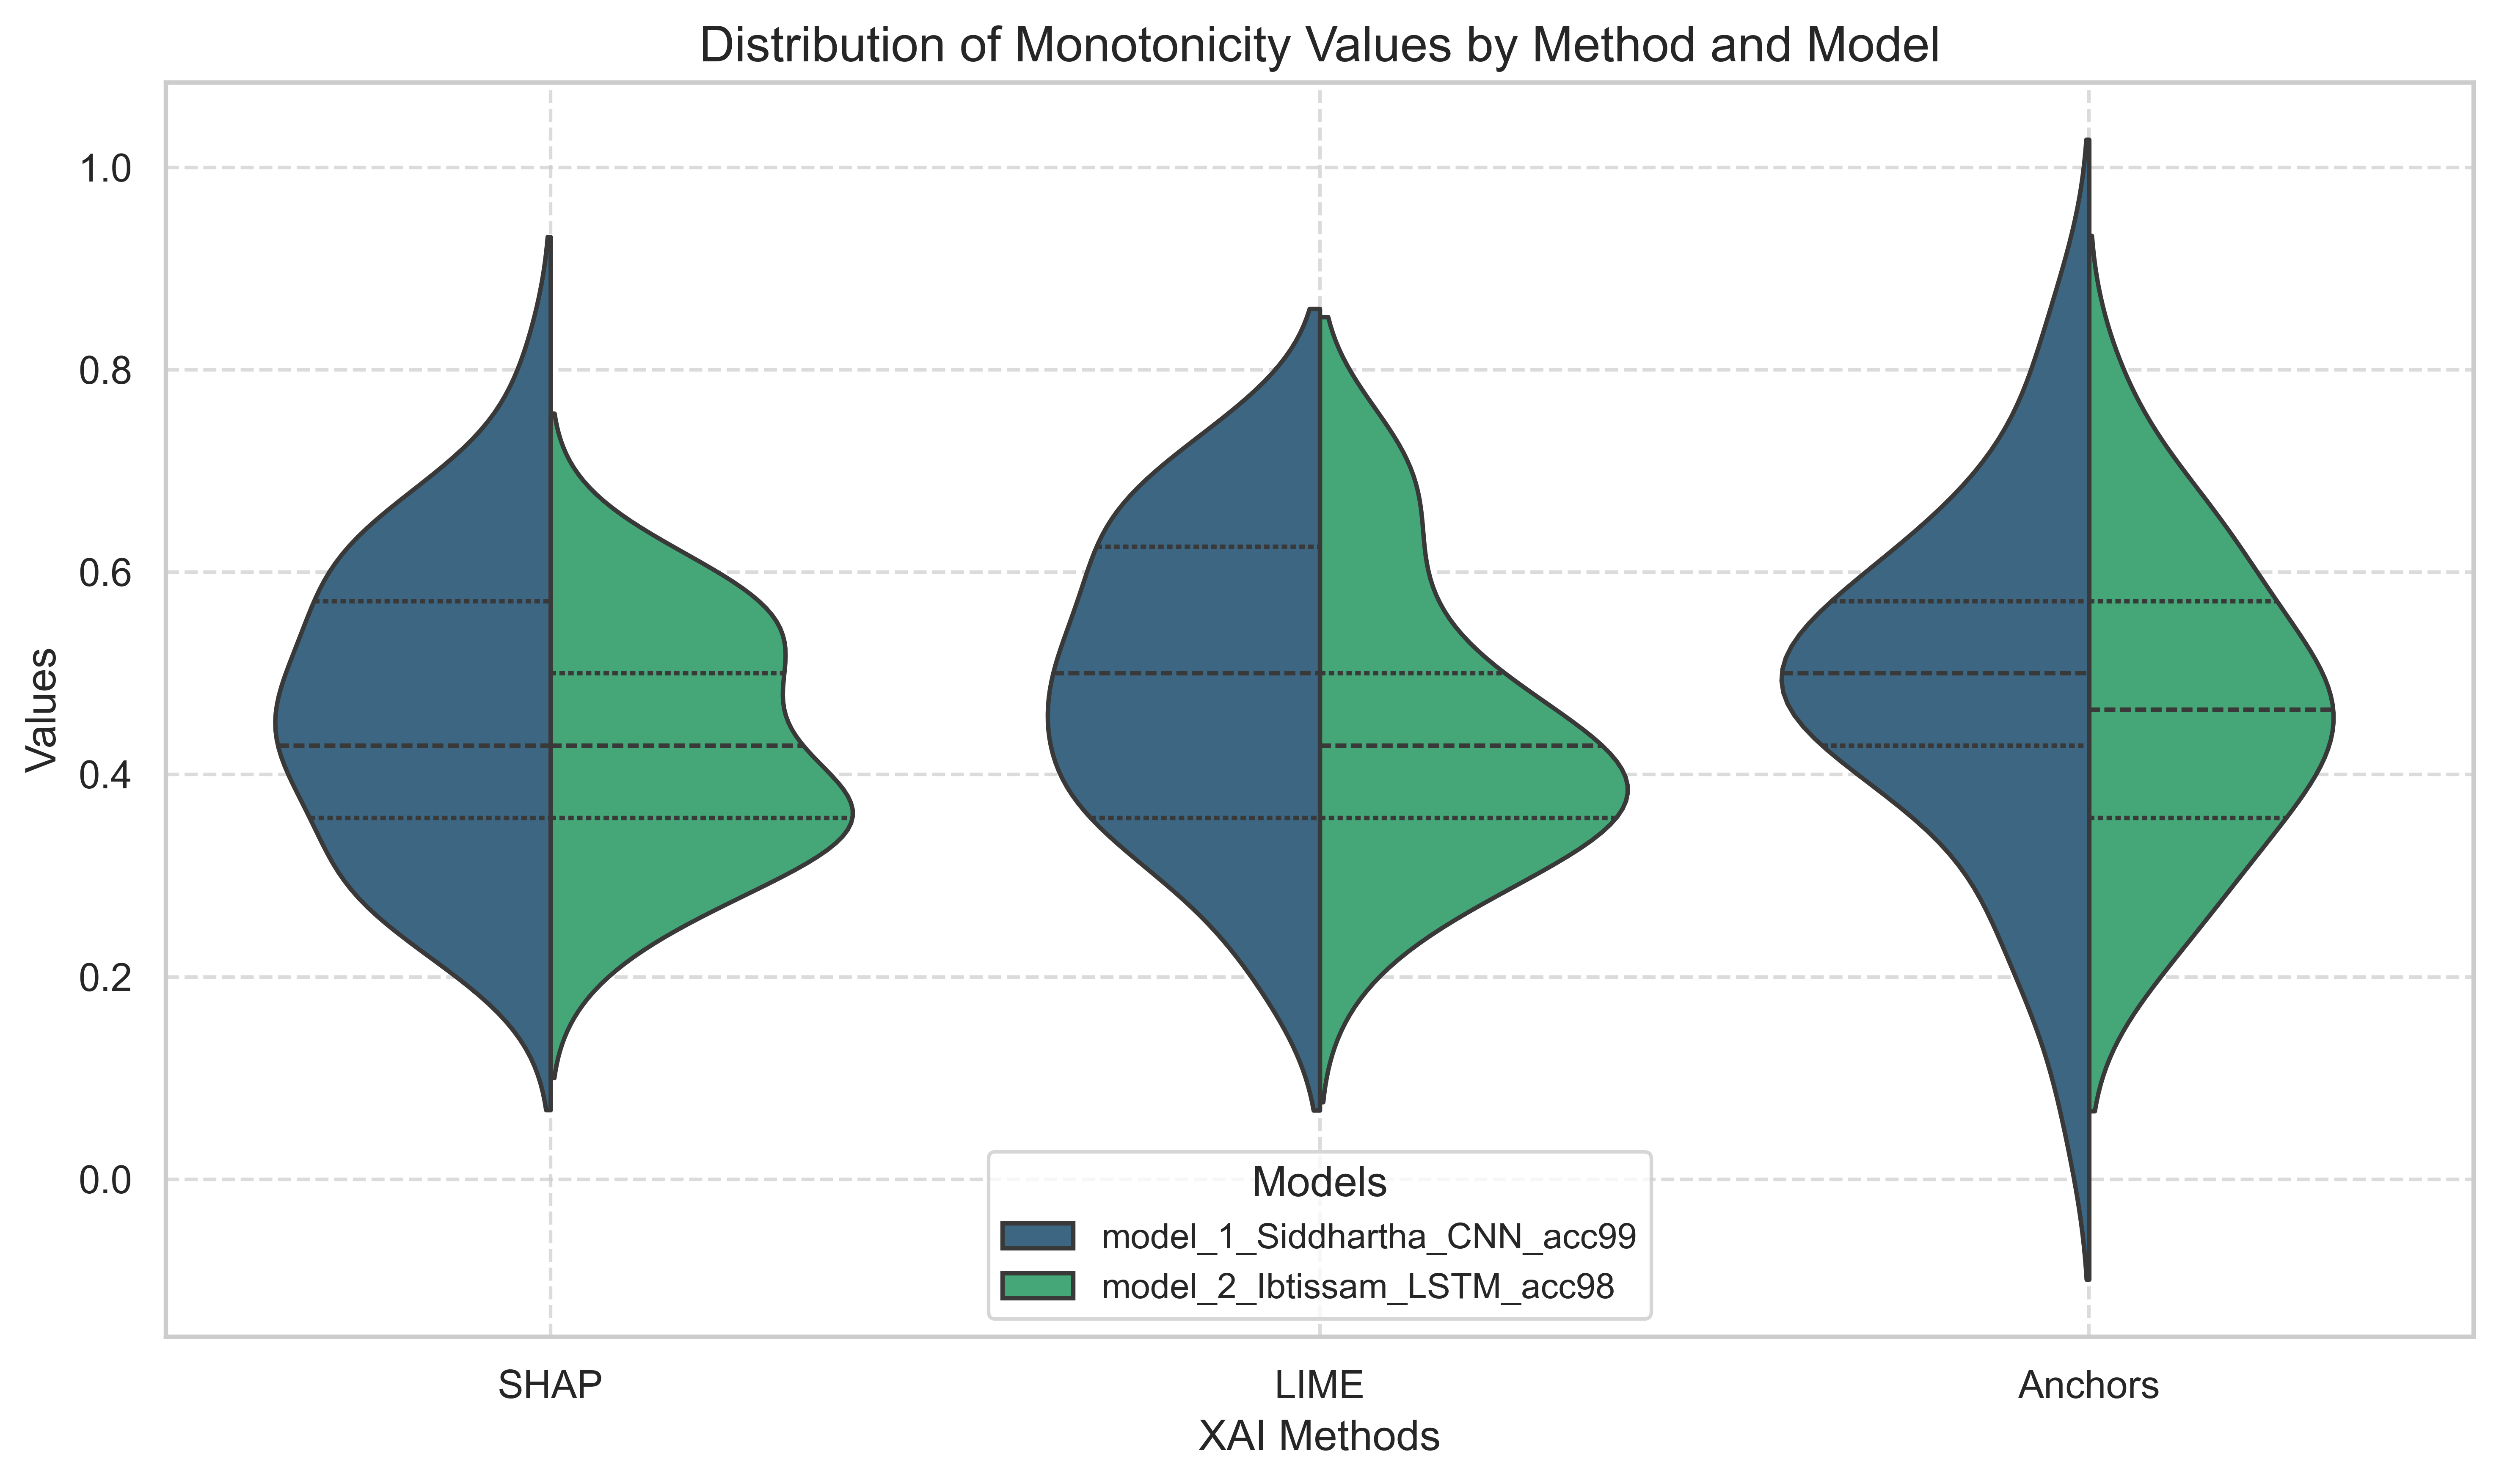 Distribution of Monotonicity Values by Method and Model
Values
1.0
0.8
0.6
0.4
0.2
0.0
Models
model_1_Siddhartha_CNN_acc99
model_2_Ibtissam_LSTM_acc98
SHAP
LIME
Anchors
XAI Methods